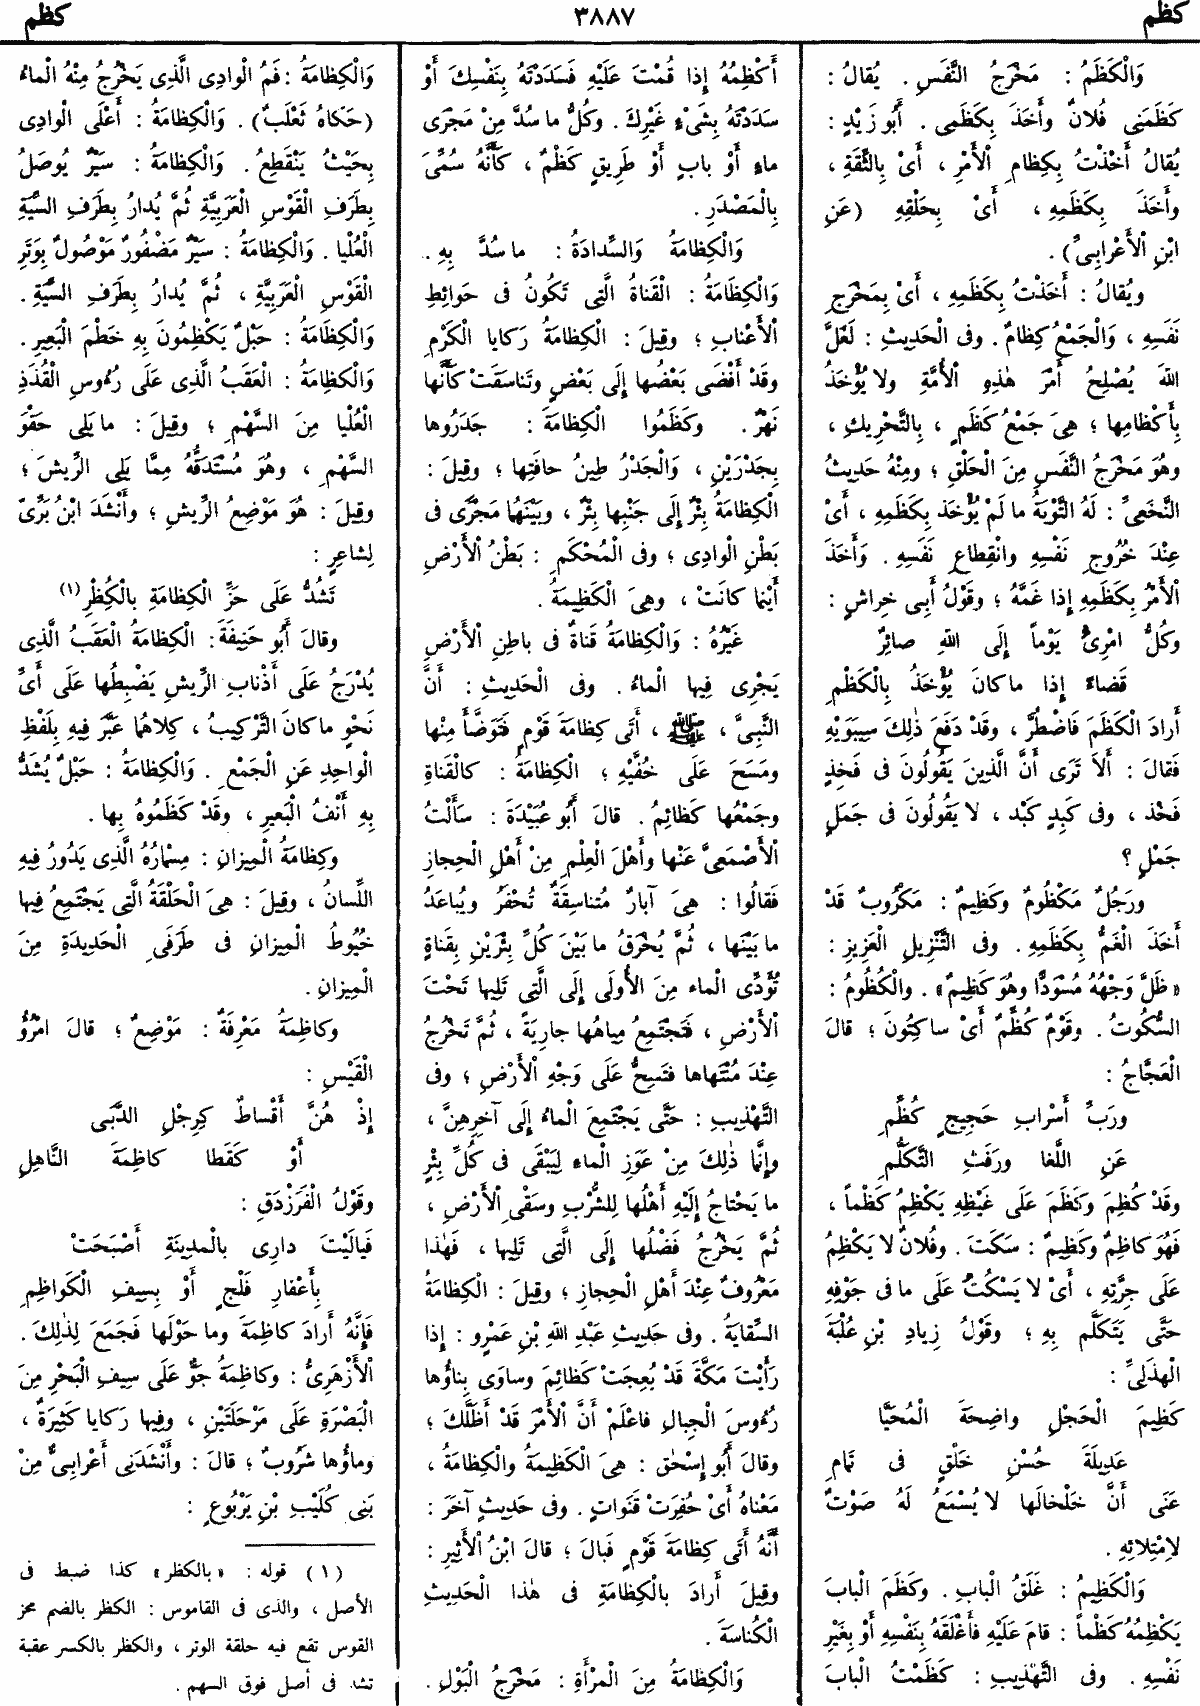 كظم
٣٨٨٧
كظم
وَالْكَظَمُ : مَخْرَجُ النَّفَسِ . يُقالُ :
كَظَمَنِى فُلانٌ وأَخَذَ بِكَظَمِى . أَبُو زَيْدٍ :
يُقالُ أَخَذْتُ بِكِظامِ الْأَمْرِ ، أَىْ بِالثِّقَةِ ،
وأَخَذَ بِكَظَمِهِ ، أَىْ بِحَلْقِهِ (عَنِ
ابْنِ الْأَعْرابِىِّ) .
ويُقالُ : أَخَذْتُ بِكَظَمِهِ ، أَىْ بِمَخْرَجِ
نَفَسِهِ ، وَالْجَمْعُ كِظامٌ . وفى الْحَدِيثِ : لَعَلَّ
اللهَ يُصْلِحُ أَمْرَ هٰذِهِ الْأُمَّةِ ولا يُؤْخَذُ
بِأَكْظامِها ؛ هِىَ جَمْعُ كَظَمٍ ، بِالتَّحْرِيكِ ،
وهُوَ مَخْرَجُ النَّفَسِ مِنَ الْحَلْقِ ؛ ومِنْهُ حَدِيثُ
النَّخَعِىِّ : لَهُ التَّوْبَةُ ما لَمْ يُؤْخَذ بِكَظَمِهِ ، أَىْ
عِنْدَ خُرُوجِ نَفْسِهِ وانْقِطاعِ نَفَسِهِ . وَأَخَذَ
الْأَمْرُ بِكَظَمِهِ إِذا غَمَّهُ ؛ وقَوْلُ أَبِى خِراشٍ :
وكُلُّ امْرِئٍ يَوْماً إِلَى اللهِ صائِرٌ
قَضاءً إِذا ما كانَ يُؤْخَذُ بِالْكَظْمِ
أَرادَ الْكَظَمَ فَاضْطُرَّ ، وقَدْ دَفَعَ ذٰلِكَ سِيبَوَيْهِ
فَقالَ : أَلاَ تَرَى أَنَّ الَّذِينَ يَقُولُونَ فى فَخِذٍ
فَخْذ ، وفى كَبِدٍ كَبْد ، لا يَقُولُونَ فى جَمَلٍ
جَمْلٍ ؟
ورَجُلٌ مَكْظُومٌ وكَظِيمٌ : مَكْرُوبٌ قَدْ
أَخَذَ الْغَمُّ بِكَظَمِهِ . وفى التَّنْزِيلِ الْعَزِيزِ :
«ظَلَّ وَجْهُهُ مُسْوَدًّا وهُوَ كَظِيمٌ» . والْكُظُومُ :
السُّكُوتُ . وقَوْمٌ كُظَّمٌ أَىْ ساكِتُونَ ؛ قالَ
الْعَجَّاجُ :
ورَبِّ أَسْرابِ حَجِيجٍ كُظَّمِ
عَنِ اللَّغا ورَفَثِ التَّكَلُّمِ
وقَدْ كُظِمَ وكَظَمَ عَلَى غَيْظِهِ يَكْظِمُ كَظْماً ،
فَهُوَ كاظِمٌ وكَظِيمٌ : سَكَتَ . وفُلانٌ لا يَكْظِمُ
عَلَى جِرَّتِهِ ، أَىْ لا يَسْكُتُ عَلَى ما فى جَوْفِهِ
حَتَّى يَتَكَلَّم بِهِ ؛ وقَوْلُ زِيادِ بْنِ عُلْبَةَ
الْهذَلِىِّ :
كَظِيمَ الْحَجْلِ واضِحَةَ الْمُحَيَّا
عَدِيلَةَ حُسْنِ خَلْقٍ فى تَمامِ
عَنَى أَنَّ خَلْخالَها لا يُسْمَعُ لَهُ صَوْتٌ
لاِمْتِلائِهِ .
وَالْكَظِيمُ : غَلَقُ الْبابِ . وكَظَمَ الْبابَ
يَكْظِمُهُ كَظْماً : قامَ عَلَيْهِ فأَغْلَقَهُ بِنَفْسِهِ أَوْ بِغَيْرِ
نَفْسِهِ . وفى التَّهْذِيبِ : كَظَمْتُ الْبابَ
أَكْظِمُهُ إِذا قُمْتَ عَلَيْهِ فَسَدَدْتَهُ بِنَفْسِكَ أَوْ
سَدَدْتَهُ بِشَىْءٍ غَيْرِكَ . وكُلُّ ما سُدَّ مِنْ مَجْرَى
ماءٍ أَوْ بابٍ أَوْ طَرِيقٍ كَظْمٌ ، كَأَنَّهُ سُمِّىَ
بِالْمَصْدَرِ .
وَالْكِظامَةُ وَالسِّدادَةُ : ما سُدَّ بِهِ .
وَالْكِظَامَةُ : الْقَناةُ الَّتِى تَكُونُ فى حَوائِطِ
الْأَعْنابِ ؛ وقِيلَ : الْكِظامَةُ رَكايا الْكَرْمِ
وقَدْ أَفْضَى بَعْضُها إِلَى بَعْضٍ وتَناسَقَتْ كَأَنَّها
نَهْرٌ . وكَظَمُوا الْكِظامَةَ : جَدَرُوها
بِجَدْرَيْنِ ، وَالْجَدْرُ طِينُ حافَتِها ؛ وقِيلَ :
الْكِظامَةُ بِئْرٌ إِلَى جَنْبِها بِئْرٌ ، وبَيْنَهُما مَجْرًى فى
بَطْنِ الْوادِى ؛ وفى الْمُحْكَمِ : بَطْنُ الْأَرْضِ
أَيْنَما كانَتْ ، وهِىَ الْكَظِيمَةُ .
غَيْرُهُ : وَالْكِظامَةُ قَناةٌ فى باطِنِ الْأَرْضِ
يَجْرِى فِيها الْماءُ . وفى الْحَدِيثِ : أَنَّ
النَّبِىَّ ، ﷺ ، أَتَى كِظامَةَ قَوْمٍ فَتَوَضَّأَ مِنْها
ومَسَحَ عَلَى خُفَّيْهِ ؛ الْكِظامَةُ : كالْقَناةِ
وجَمْعُها كَظائِمُ . قالَ أَبُو عُبَيْدَةَ : سَأَلْتُ
الْأَصْمَعِىَّ عَنْها وأَهْلَ الْعِلْمِ مِنْ أَهْلِ الْحِجازِ
فَقالُوا : هِىَ آبارٌ مُتناسِقَةٌ تُحْفَرُ ويُباعَدُ
ما بَيْنَها ، ثُمَّ يُخْرَقُ ما بَيْنَ كُلِّ بِئْرَيْنِ بِقَناةٍ
تُؤَدِّى الْماء مِنَ الأُولَى إِلَى الَّتِى تَلِيها تَحْتَ
الْأَرْضِ ، فَتَجْتَمِعُ مِياهُها جارِيَةً ، ثُمَّ تَخْرُجُ
عِنْدَ مُنْتَهاها فتَسِحُّ عَلَى وَجْهِ الْأَرْضِ ؛ وفى
التَّهْذِيبِ : حَتَّى يَجْتَمِعَ الْماءُ إِلَى آخِرِهِنَّ ،
وإِنَّما ذٰلِكَ مِنْ عَوَزِ الْماءِ لِيَبْقَى فى كُلِّ بِئْرٍ
ما يَحْتاجُ إِلَيْهِ أَهْلُها لِلشُّرْبِ وسَقْىِ الْأَرْضِ ،
ثُمَّ يَخْرُجُ فَضْلُها إِلَى الَّتِى تَلِيها ، فَهٰذا
مَعْرُوفٌ عِنْدَ أَهْلِ الْحِجازِ ؛ وقِيلَ : الْكِظامَةُ
السِّقايَةُ . وفى حَدِيثِ عَبْدِ اللهِ بْنِ عَمْرٍو : إِذا
رَأَيْتَ مَكَّةَ قَدْ بُعِجَتْ كَظائِمَ وساوَى بِناؤُها
رُءُوسَ الْجِبالِ فاعْلَمْ أَنَّ الْأَمْرَ قَدْ أَظَلَّكَ ؛
وقالَ أَبُو إِسْحٰق : هِىَ الْكَظِيمَةُ والْكِظامَةُ ،
مَعْناهُ أَىْ حُفِرَتْ قَنَواتٍ . وفى حَدِيثٍ آخَرَ :
أَنَّهُ أَتَى كِظامَةَ قَوْمٍ فَبالَ ؛ قالَ ابْنُ الْأَثِيرِ :
وقِيلَ أَرادَ بالْكِظامَةِ فى هٰذا الْحَدِيثِ
الْكُناسَةَ .
وَالْكِظامَةُ مِنَ الْمَرْأَةِ : مَخْرَجُ الْبَوْلِ .
وَالْكِظامَةُ : فَمُ الْوادِى الَّذِى يَخْرُجُ مِنْهُ الْماءُ
(حَكاهُ ثَعْلَبٌ) . وَالْكِظامَةُ : أَعْلَى الْوادِى
بِحَيْثُ يَنْقَطِعُ . وَالْكِظامَةُ : سَيْرٌ يُوصَلُ
بِطَرَفِ الْقَوْسِ الْعَرَبِيَّةِ ثُمَّ يُدارُ بِطَرَفِ السِّيَةِ
الْعُلْيا . وَالْكِظامَةُ : سَيْرٌ مَضْفُورٌ مَوْصُولٌ بِوَتَرِ
الْقَوْسِ الْعَرَبِيَّةِ ، ثُمَّ يُدارُ بِطَرَفِ السِّيَةِ .
وَالْكِظامَةُ : حَبْلٌ يَكْظِمُونَ بِهِ خَطْمَ الْبَعِيرِ .
وَالْكِظامَةُ : الْعَقَبُ الَّذِى عَلَى رُءُوسِ الْقُذَذِ
الْعُلْيا مِنَ السَّهْمِ ؛ وقِيلَ : ما يَلِى حَقْوَ
السَّهْمِ ، وهُوَ مُسْتَدَقُّهُ مِمَّا يَلِى الرِّيشَ ؛
وقِيلَ : هُوَ مَوْضِعُ الرِّيشِ ؛ وأَنْشَدَ ابْنُ بَرِّىّ
لِشاعِرٍ :
تَشُدُّ عَلَى حَزِّ الْكِظامَةِ بِالْكُظْرِ(١)
وقالَ أَبُو حَنِيفَةَ : الْكِظامَةُ الْعَقَبُ الَّذِى
يُدْرَجُ عَلَى أَذْنابِ الرِّيشِ يَضْبِطُها عَلَى أَىِّ
نَحْوٍ ما كانَ التَّرْكِيبُ ، كِلاهُما عَبَّرَ فِيهِ بِلَفْظِ
الْواحِدِ عَنِ الْجَمْعِ . وَالْكِظامَةُ : حَبْلٌ يُشَدُّ
بِهِ أَنْفُ الْبَعِيرِ ، وقَدْ كَظَمُوهُ بِها .
وكِظامَةُ الْمِيزانِ : مِسْمارُهُ الَّذِى يَدُورُ فِيهِ
اللِّسانُ ، وقِيلَ : هِىَ الْحَلْقَةُ الَّتِى يَجْتَمِعُ فِيها
خُيُوطُ الْمِيزانِ فى طَرَفَىِ الْحَدِيدَةِ مِنَ
الْمِيزانِ .
وكاظِمَةُ مَعْرِفَةٌ : مَوْضِعٌ ؛ قالَ امْرُؤُ
الْقَيْسِ :
إِذْ هُنَّ أَقْساطٌ كَرِجْلِ الدَّبَى
أَوْ كَقَطا كاظِمَةَ النَّاهِلِ
وقَوْلُ الْفَرَزْدَقِ :
فَيالَيْتَ دارِى بالْمدِينَةِ أَصْبَحَتْ
بِأَعْفارِ فَلْجٍ أَوْ بِسِيفِ الْكَواظِمِ
فَإِنَّهُ أَرادَ كاظِمَةَ وما حَوْلَها فَجَمَعَ لِذٰلِكَ .
الْأَزْهَرِىُّ : وكاظِمَةُ جَوٌّ عَلَى سِيفِ الْبَحْرِ مِنَ
الْبَصْرَةِ عَلَى مَرْحَلَتَيْنِ ، وفِيها رَكايا كَثِيرَةٌ ،
وماؤُها شَرُوبٌ ؛ قالَ : وأَنْشَدَنِى أَعْرابِىٌّ مِنْ
بَنِى كُلَيْبِ بْنِ يَرْبُوعٍ :
(١) قوله : «بالكظر» كذا ضبط فى
الأصل ، والذى فى القاموس : الكظر بالضم محز
القوس تقع فيه حلقة الوتر ، والكظر بالكسر عقبة
تشد فى أصل فوق السهم .